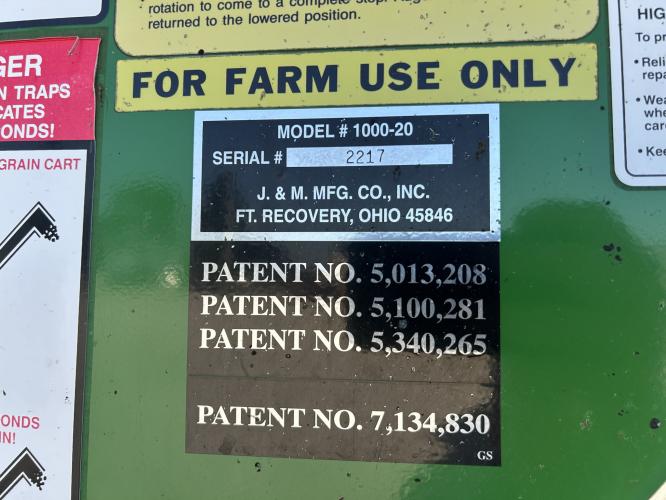 rotation to come to a complete stop.
returned to the lowered position.
FOR FARM USE ONLY
GER
N TRAPS
CATES
ONDS!
GRAIN CART
MODEL # 1000-20
SERIAL # 2217
J. & M. MFG. CO., INC.
FT. RECOVERY, OHIO 45846
PATENT NO. 5,013,208
PATENT NO. 5,100,281
PATENT NO. 5,340,265
PATENT NO. 7,134,830
GS
ONDS
IN!
HIG
To pr
• Reli
repa
• Wea
whe
car
• Kee